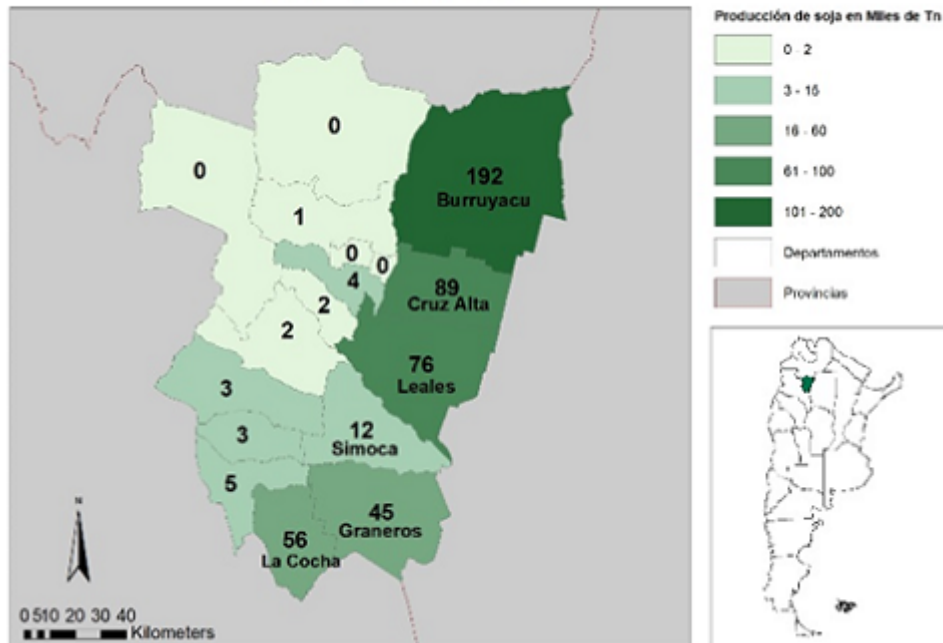 Producción de soja en Miles de Tn
0 - 2
3 - 15
16 - 60
61 - 100
101 - 200
Departamentos
Provincias
0
0
192
Burruyacu
1
0
0
4
89
Cruz Alta
2
2
76
Leales
3
12
Simoca
3
5
45
Graneros
56
La Cocha
N
0 5 10 20 30 40
Kilometers